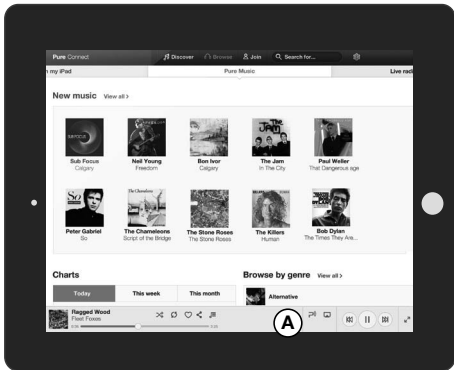 Pure Connect Discover Browse Join Search for...
n my iPad Pure Music Live radi
New music View all >
Sub Focus Neil Young Bon Ivor The Jam Paul Weller
Calgary Freedom Calgary In The City That Dangerous age
Peter Gabriel The Chameleons The Stone Roses The Killers Bob Dylan
So Script of the Bridge The Stone Roses Human The Times They Are...
Charts Browse by genre View all >
Today This week This month Alternative
Ragged Wood
Fleet Foxes
A